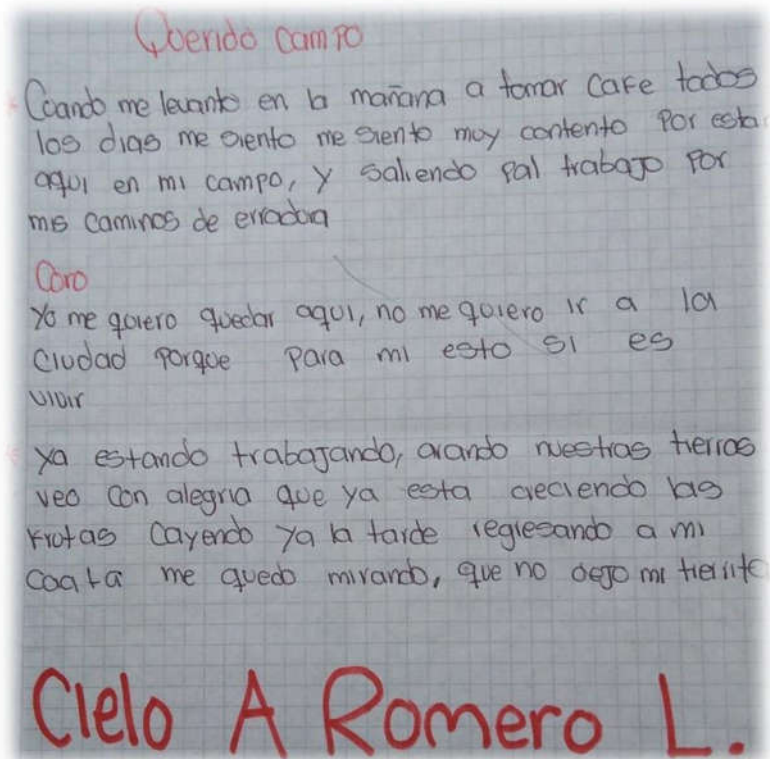 Querido campo
Cuando me levanto en la mañana a tomar cafe todos
los dias me siento me siento muy contento Por esta
aqui en mi campo, y saliendo pal trabajo Por
mis caminos de
Coro
Yo me quiero quedar aqui, no me quiero ir a la
Ciudad Porque Para mi esto si es
vivir
ya estando trabajando, arando nuestras tierras
veo con alegria que ya esta creciendo las
Frutas Cayendo ya la tarde regresando a mi
me quedo mirando, que no dejo mi tierrita
Cielo A Romero L.